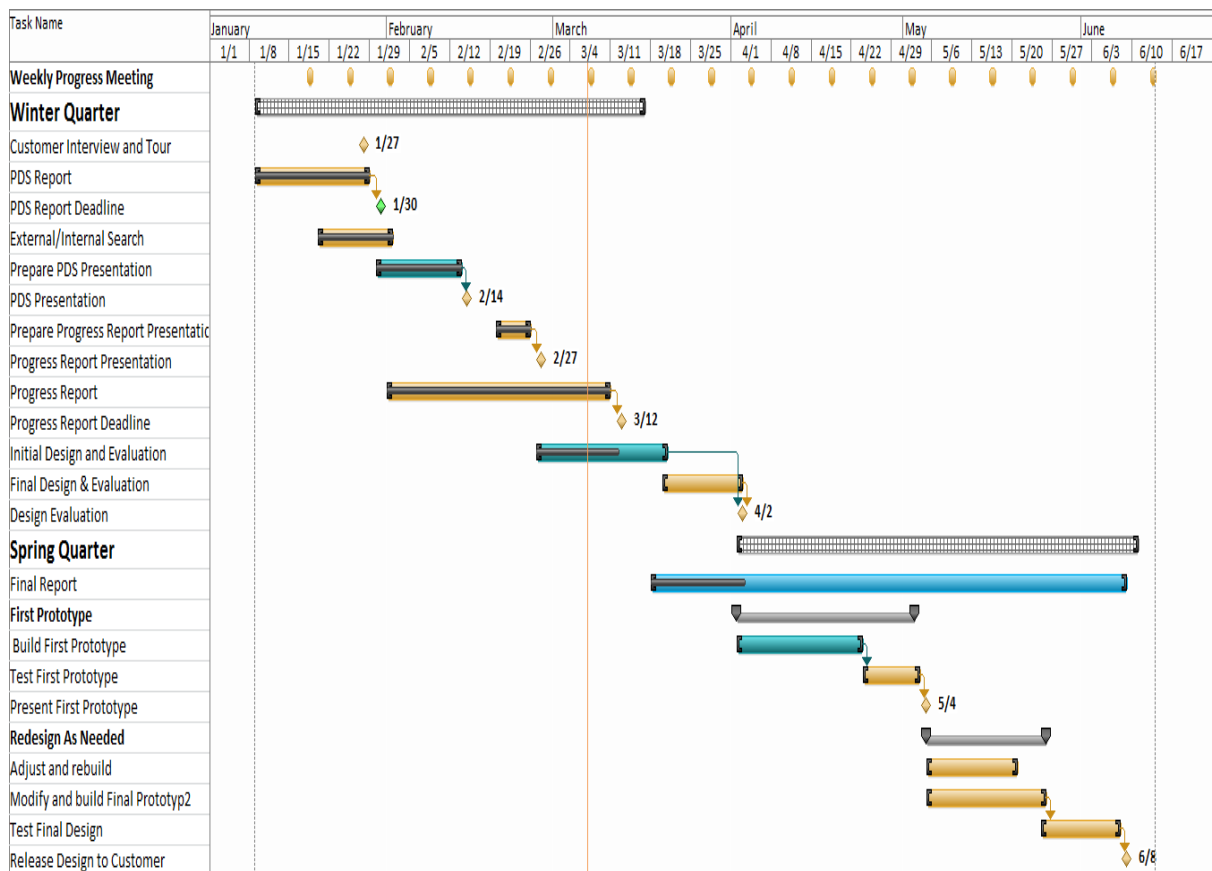 Task Name
January February March April May June
1/1 1/8 1/15 1/22 1/29 2/5 2/12 2/19 2/26 3/4 3/11 3/18 3/25 4/1 4/8 4/15 4/22 4/29 5/6 5/13 5/20 5/27 6/3 6/10 6/17
Weekly Progress Meeting
Winter Quarter
Customer Interview and Tour 1/27
PDS Report
PDS Report Deadline 1/30
External/Internal Search
Prepare PDS Presentation
PDS Presentation 2/14
Prepare Progress Report Presentatic
Progress Report Presentation 2/27
Progress Report
Progress Report Deadline 3/12
Initial Design and Evaluation
Final Design & Evaluation
Design Evaluation 4/2
Spring Quarter
Final Report
First Prototype
Build First Prototype
Test First Prototype
Present First Prototype 5/4
Redesign As Needed
Adjust and rebuild
Modify and build Final Prototyp2
Test Final Design
Release Design to Customer 6/8